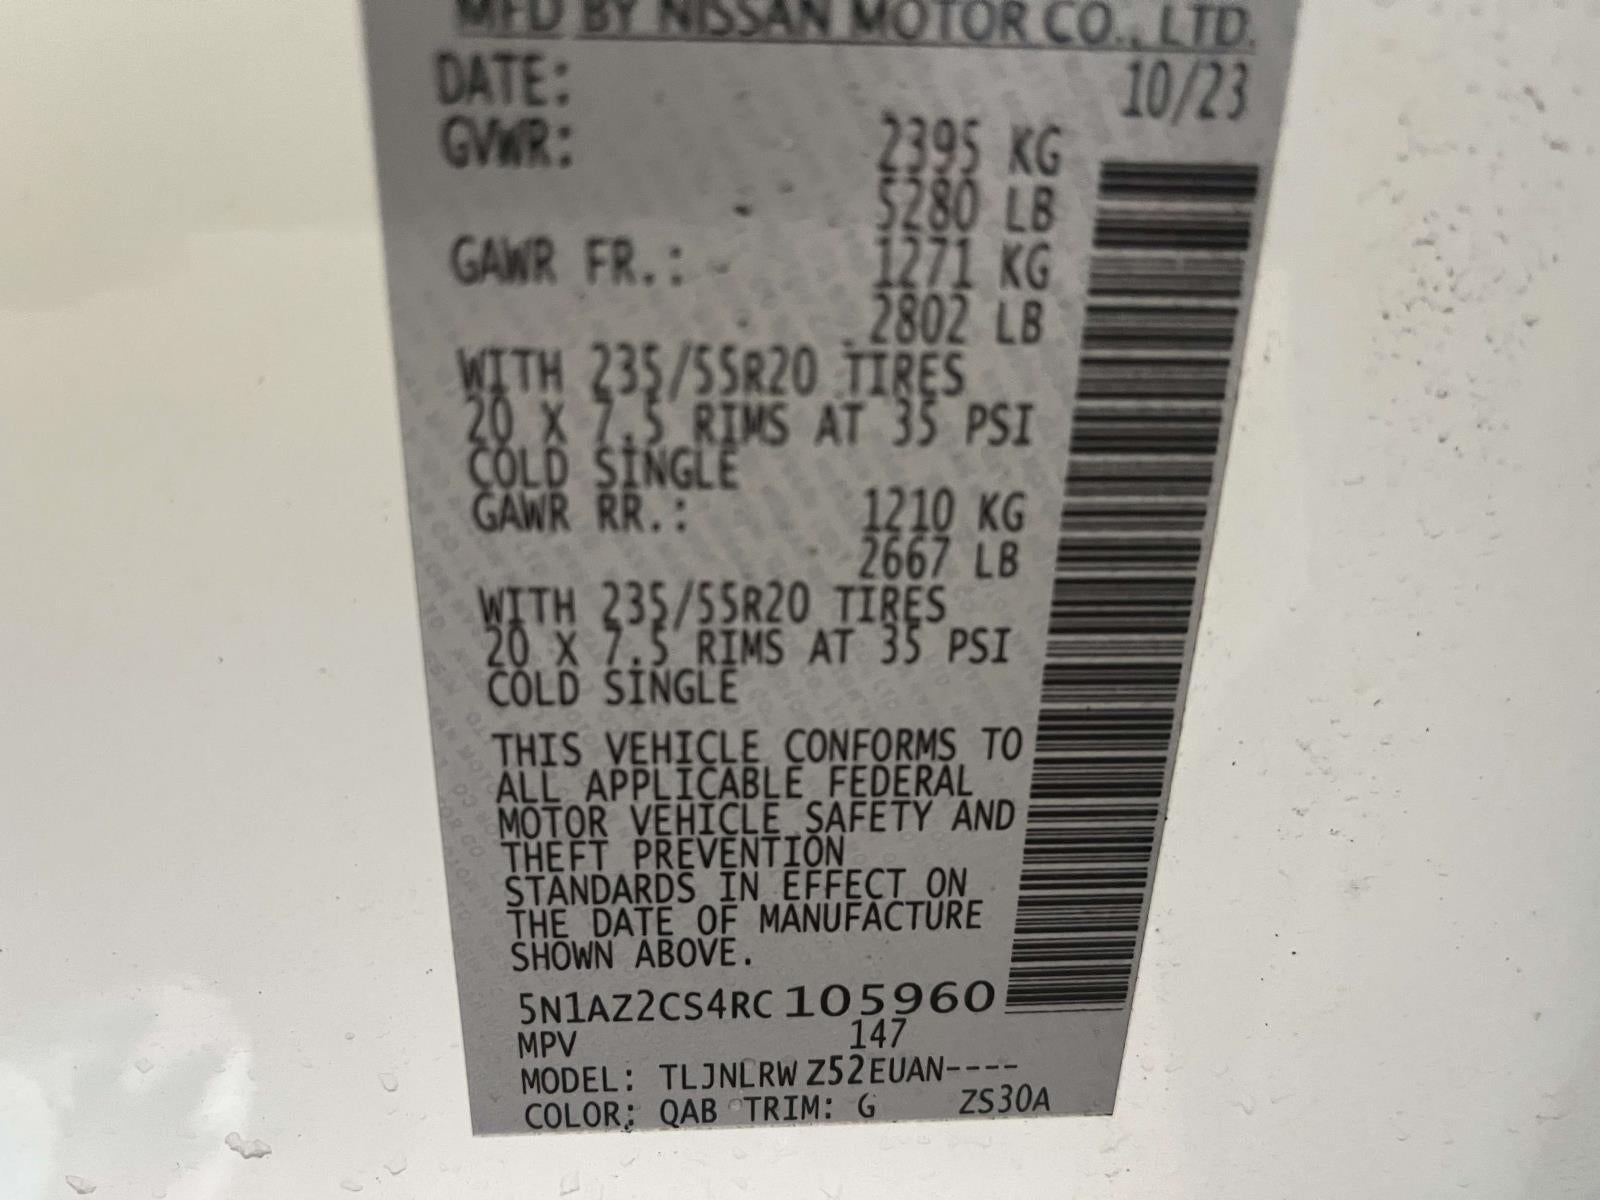 MFD BY NISSAN MOTOR CO., LTD.
DATE: 10/23
GVWR: 2395 KG
5280 LB
GAWR FR.: 1271 KG
2802 LB
WITH 235/55R20 TIRES
20 X 7.5 RIMS AT 35 PSI
COLD SINGLE
GAWR RR.: 1210 KG
2667 LB
WITH 235/55R20 TIRES
20 X 7.5 RIMS AT 35 PSI
COLD SINGLE
THIS VEHICLE CONFORMS TO
ALL APPLICABLE FEDERAL
MOTOR VEHICLE SAFETY AND
THEFT PREVENTION
STANDARDS IN EFFECT ON
THE DATE OF MANUFACTURE
SHOWN ABOVE.
5N1AZ2CS4RC105960
MPV 147
MODEL: TLJNLRW Z52EUAN----
COLOR: QAB TRIM: G ZS30A